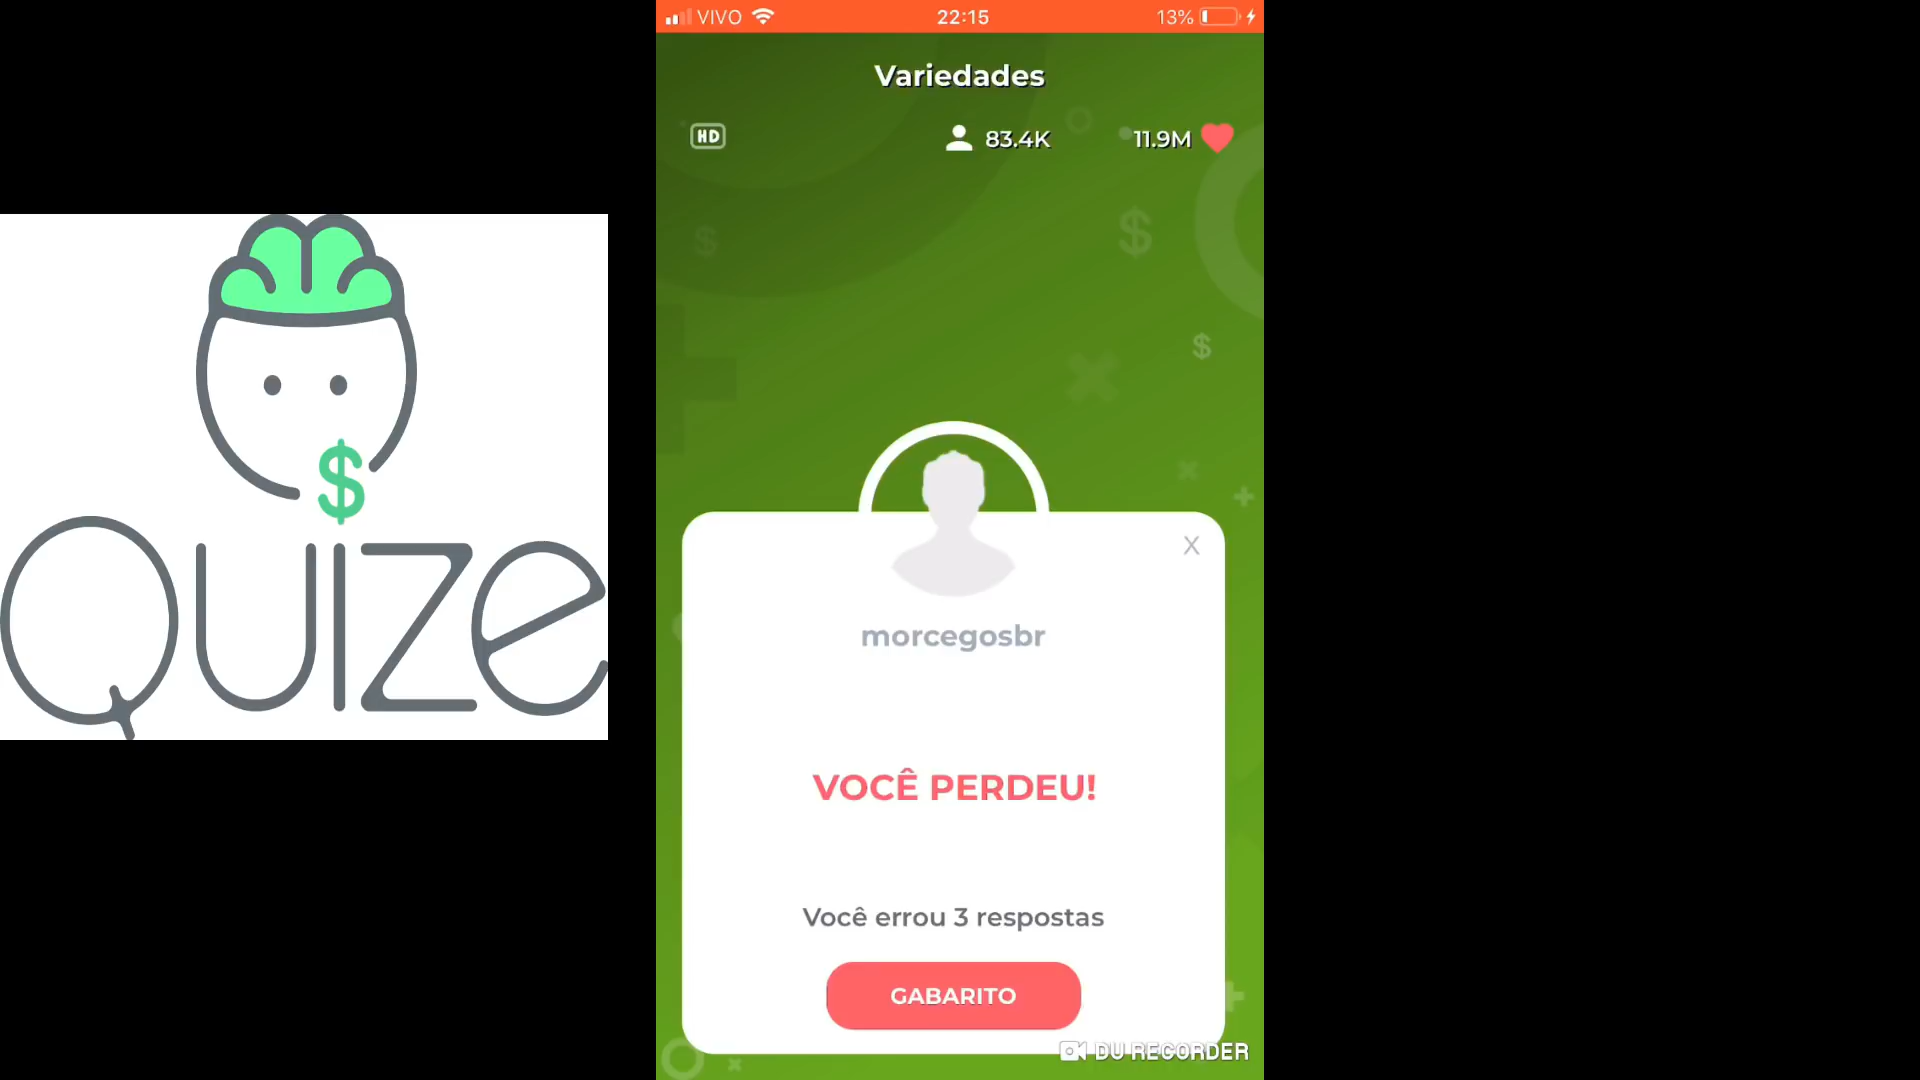 VIVO 22:15 13%
Variedades
HD 83.4K 11.9M
$
Quize
X
morcegosbr
VOCÊ PERDEU!
Você errou 3 respostas
GABARITO
DU RECORDER